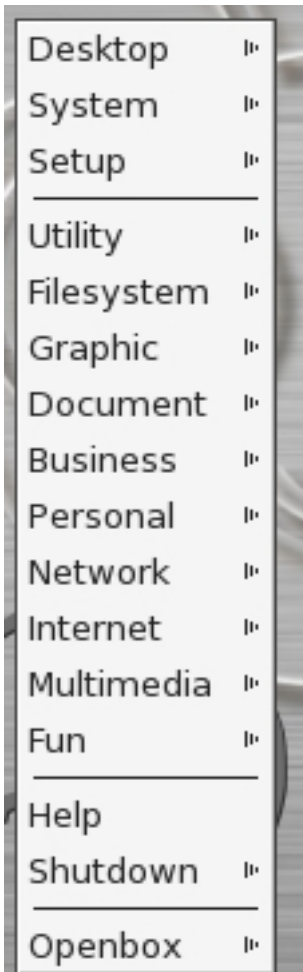 Desktop
System
Setup
Utility
Filesystem
Graphic
Document
Business
Personal
Network
Internet
Multimedia
Fun
Help
Shutdown
Openbox